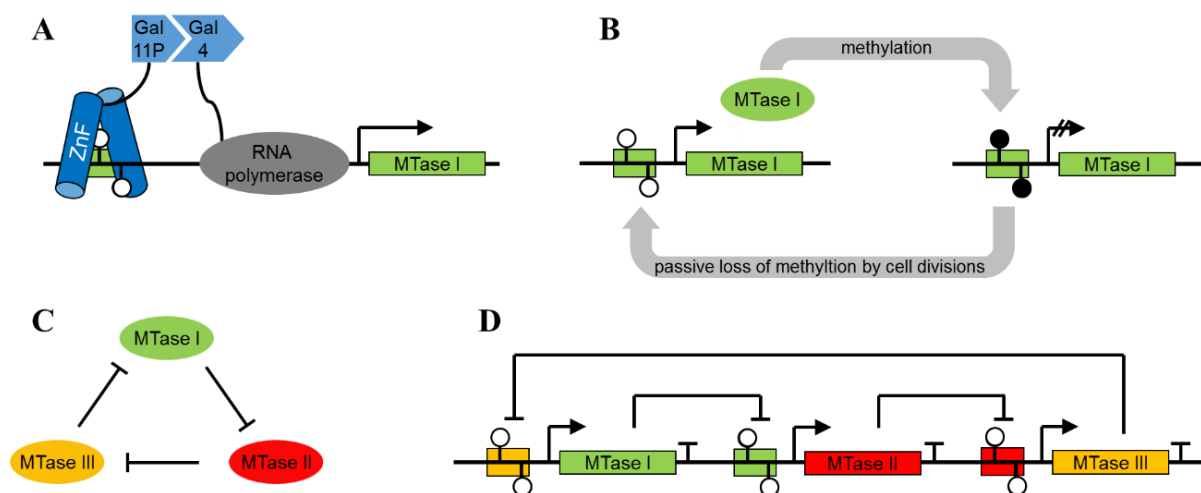 A
Gal
11P
Gal
4
ZnF
RNA
polymerase
MTase I
B
methylation
MTase I
MTase I
MTase I
passive loss of methyltion by cell divisions
C
MTase I
MTase III
MTase II
D
MTase I
MTase II
MTase III